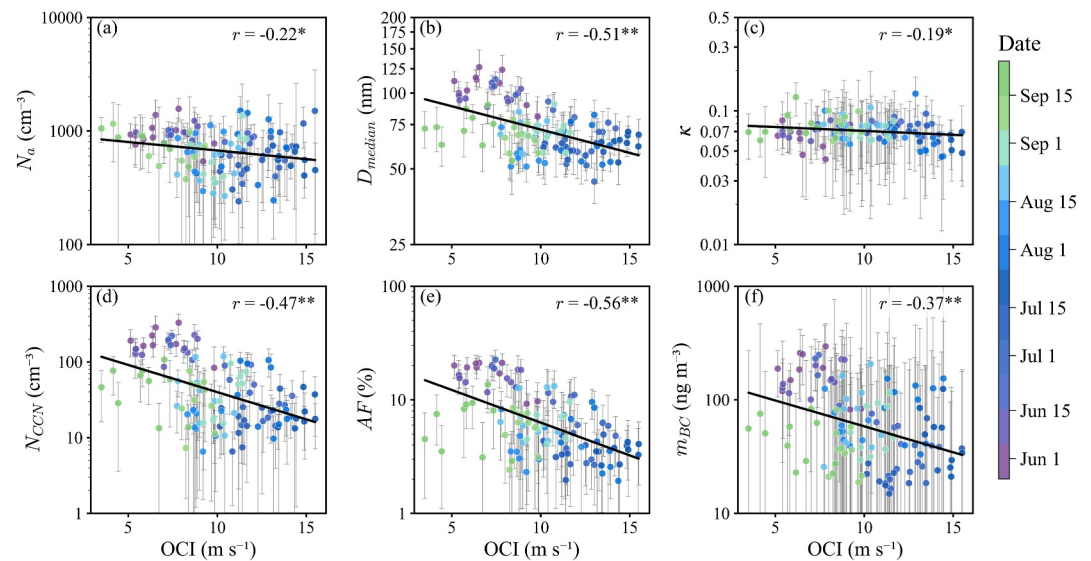 (a)
r = -0.22*
10000
1000
100
Nₐ (cm⁻³)
5
10
15
(b)
r = -0.51**
200
175
150
125
100
75
50
25
D_median (nm)
5
10
15
(c)
r = -0.19*
0.5
0.3
0.1
0.07
0.05
0.03
0.01
κ
5
10
15
(d)
r = -0.47**
1000
100
10
1
N_CCN (cm⁻³)
5
10
15
OCI (m s⁻¹)
(e)
r = -0.56**
100
10
1
AF (%)
5
10
15
OCI (m s⁻¹)
(f)
r = -0.37**
1000
100
10
m_BC (ng m⁻³)
5
10
15
OCI (m s⁻¹)
Date
Sep 15
Sep 1
Aug 15
Aug 1
Jul 15
Jul 1
Jun 15
Jun 1